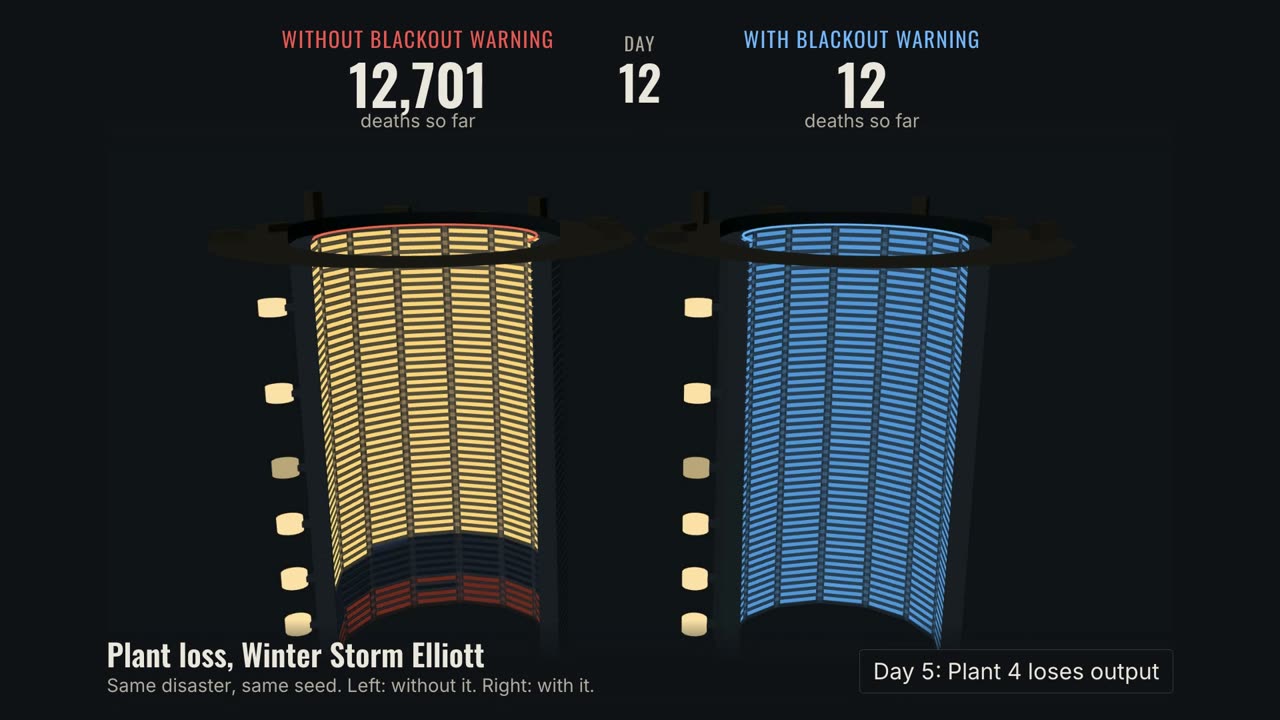 WITHOUT BLACKOUT WARNING
12,701
deaths so far
DAY
12
WITH BLACKOUT WARNING
12
deaths so far
Plant loss, Winter Storm Elliott
Same disaster, same seed. Left: without it. Right: with it.
Day 5: Plant 4 loses output